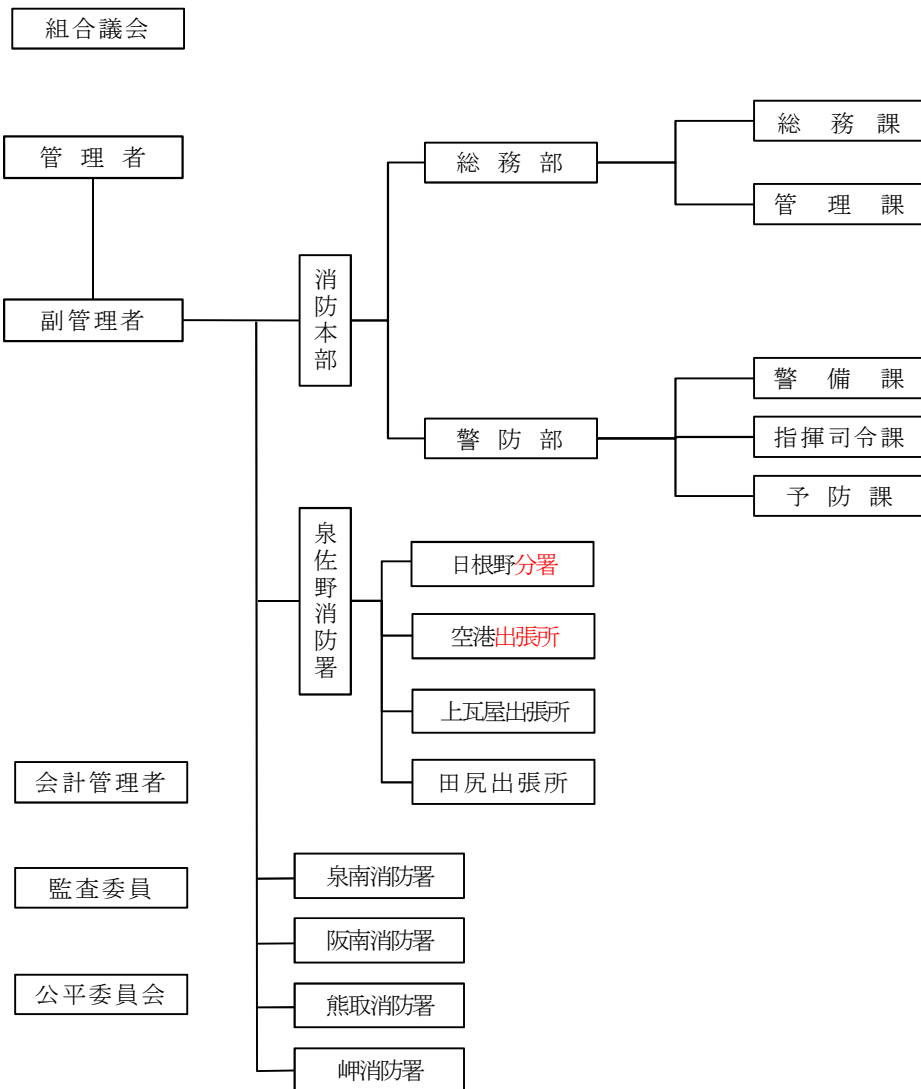 組合議会
管理者
副管理者
消防本部
総務部
総務課
管理課
警防部
警備課
指揮司令課
予防課
泉佐野消防署
日根野分署
空港出張所
上瓦屋出張所
田尻出張所
会計管理者
監査委員
公平委員会
泉南消防署
阪南消防署
熊取消防署
岬消防署